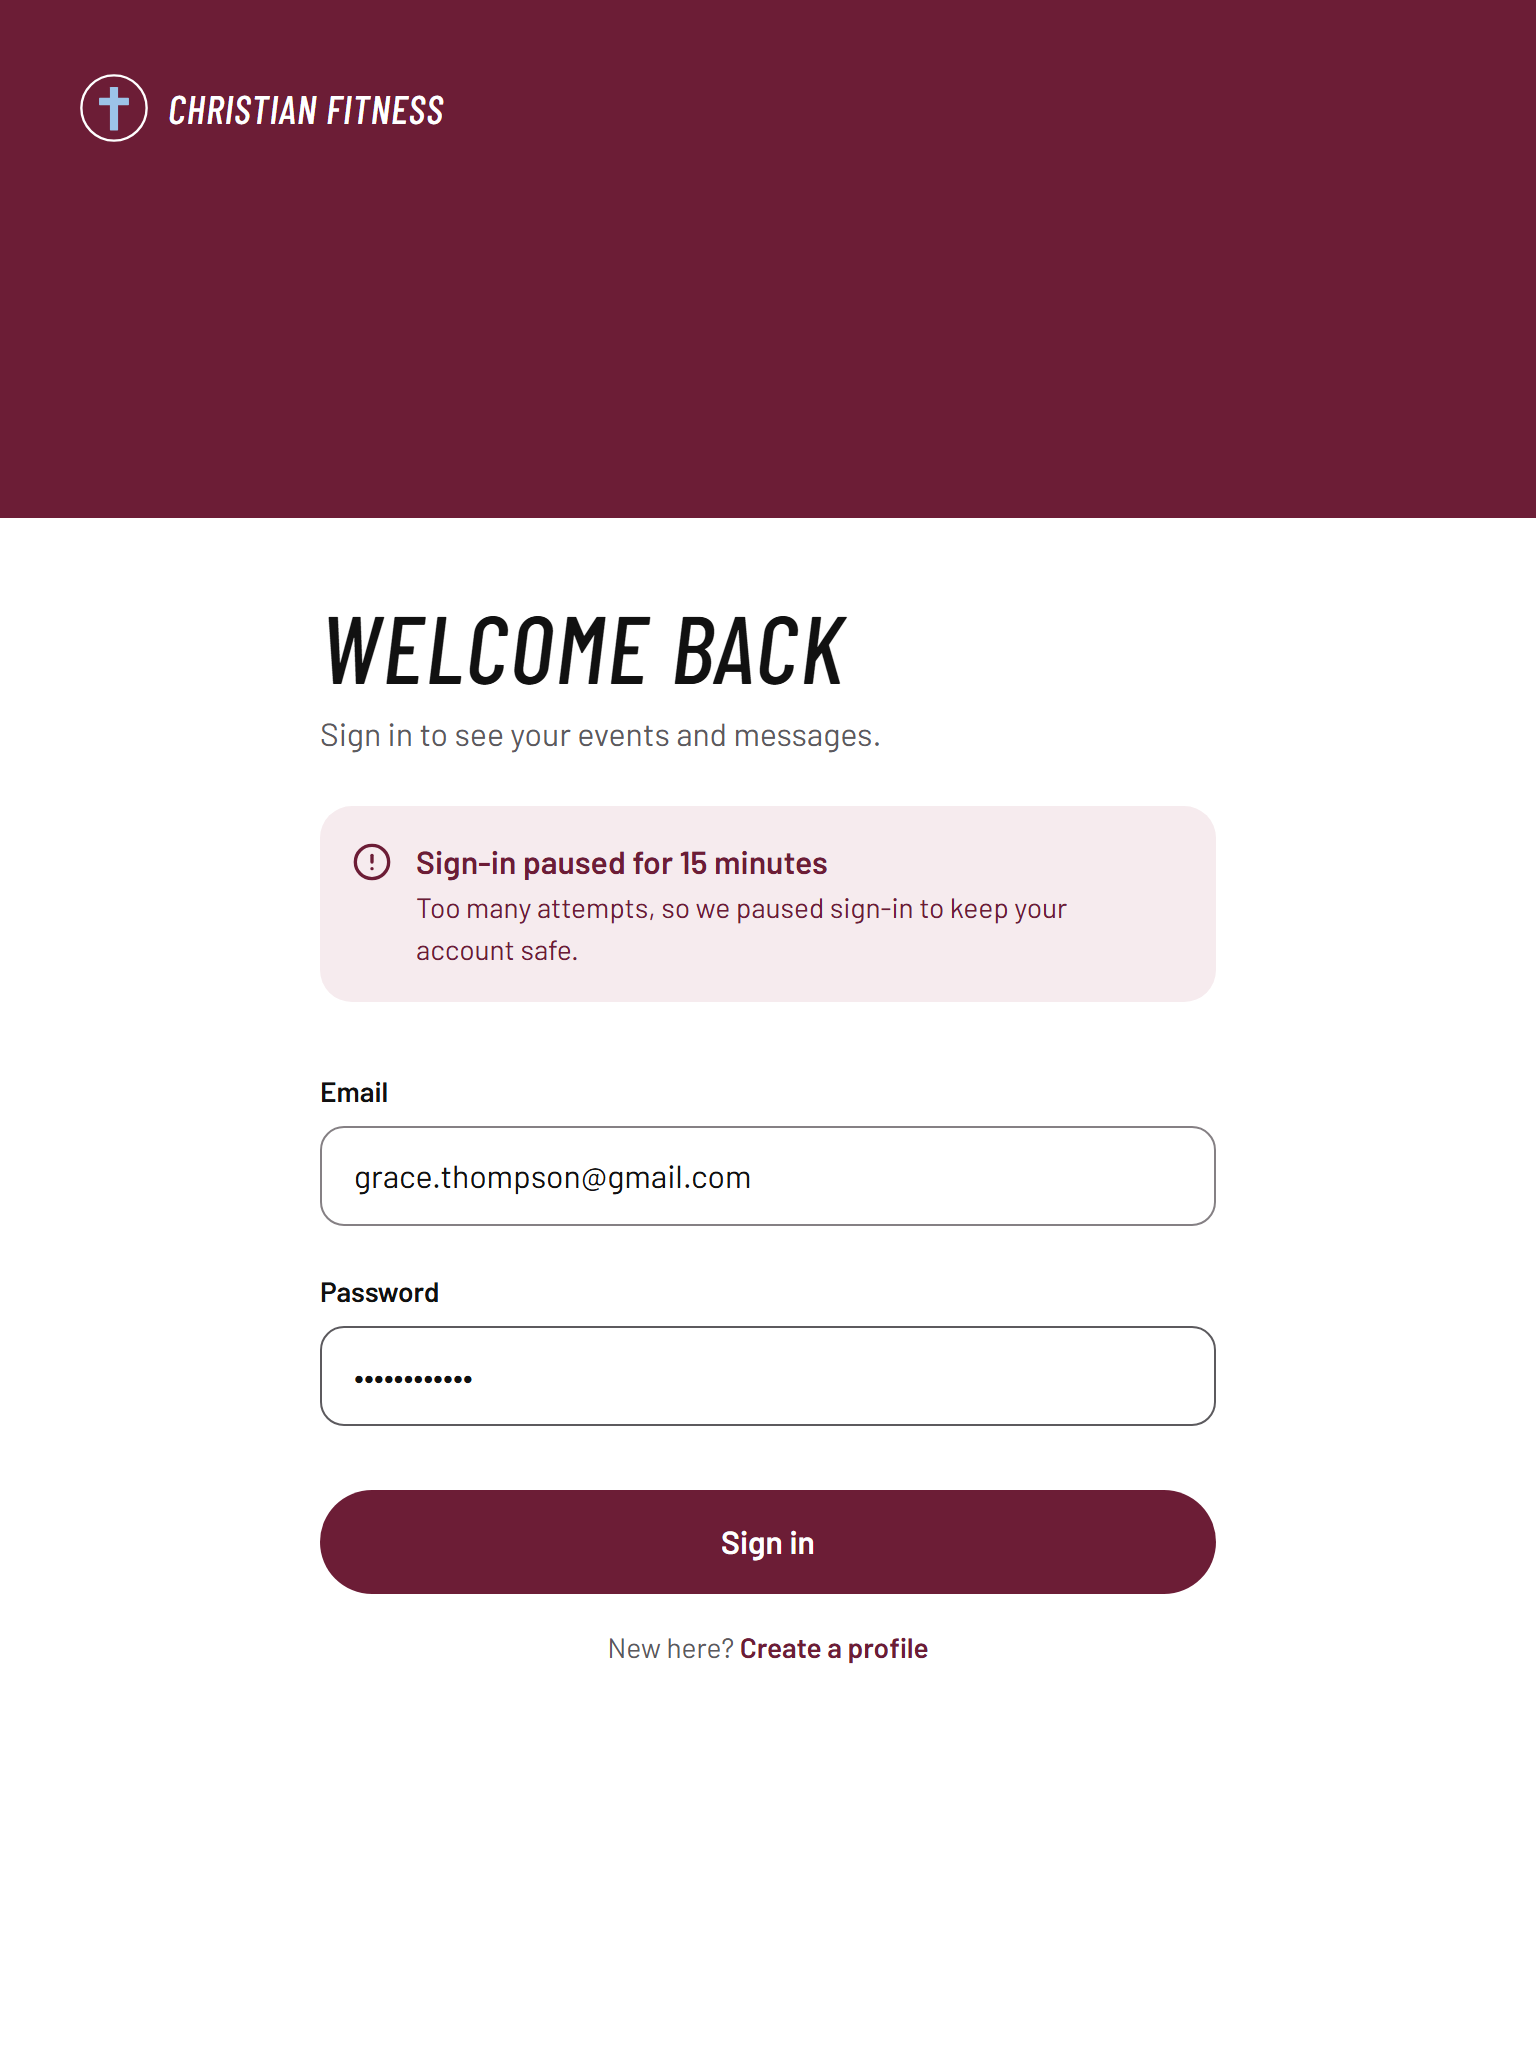 CHRISTIAN FITNESS
WELCOME BACK
Sign in to see your events and messages.
Sign-in paused for 15 minutes
Too many attempts, so we paused sign-in to keep your
account safe.
Email
grace.thompson@gmail.com
Password
••••••••••••
Sign in
New here? Create a profile